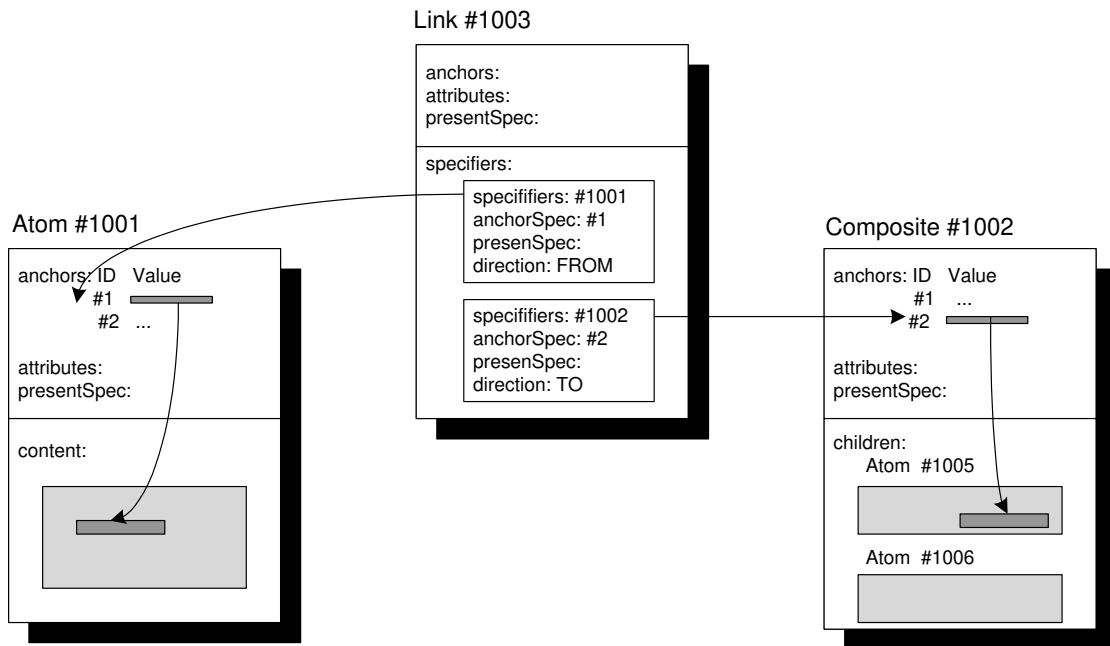 Link #1003
anchors:
attributes:
presentSpec:
specifiers:
specififiers: #1001
anchorSpec: #1
presenSpec:
direction: FROM
specififiers: #1002
anchorSpec: #2
presenSpec:
direction: TO
Atom #1001
anchors: ID Value
#1
#2 ...
attributes:
presentSpec:
content:
Composite #1002
anchors: ID Value
#1 ...
#2
attributes:
presentSpec:
children:
Atom #1005
Atom #1006